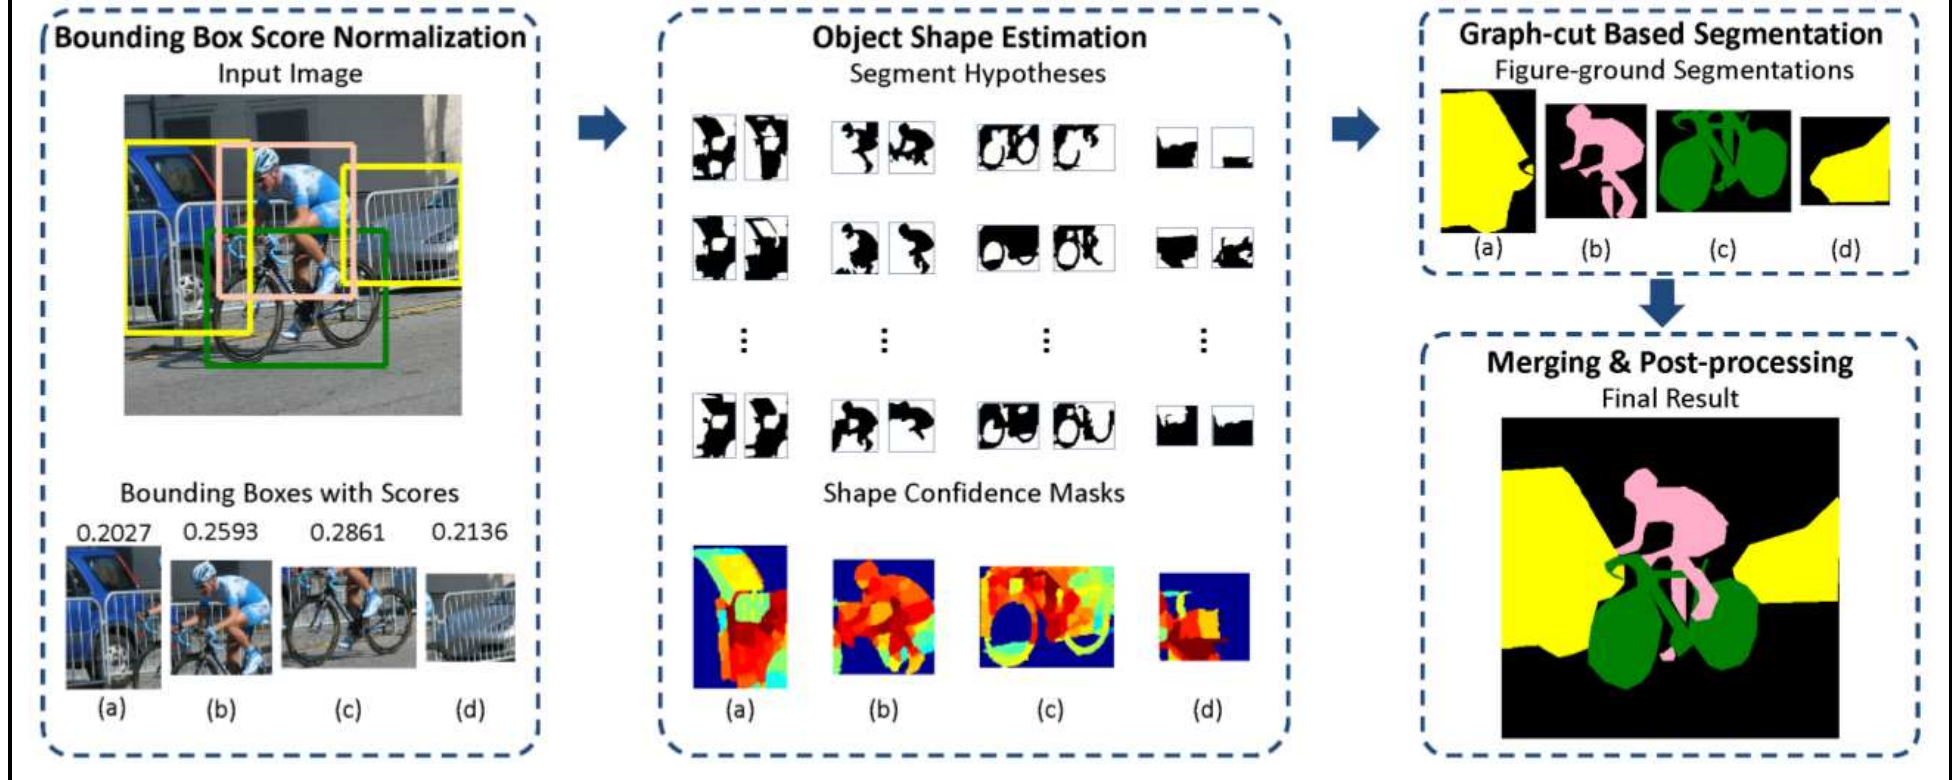 Bounding Box Score Normalization
Input Image
Bounding Boxes with Scores
0.2027 0.2593 0.2861 0.2136
(a) (b) (c) (d)
Object Shape Estimation
Segment Hypotheses
Shape Confidence Masks
(a) (b) (c) (d)
Graph-cut Based Segmentation
Figure-ground Segmentations
(a) (b) (c) (d)
Merging & Post-processing
Final Result